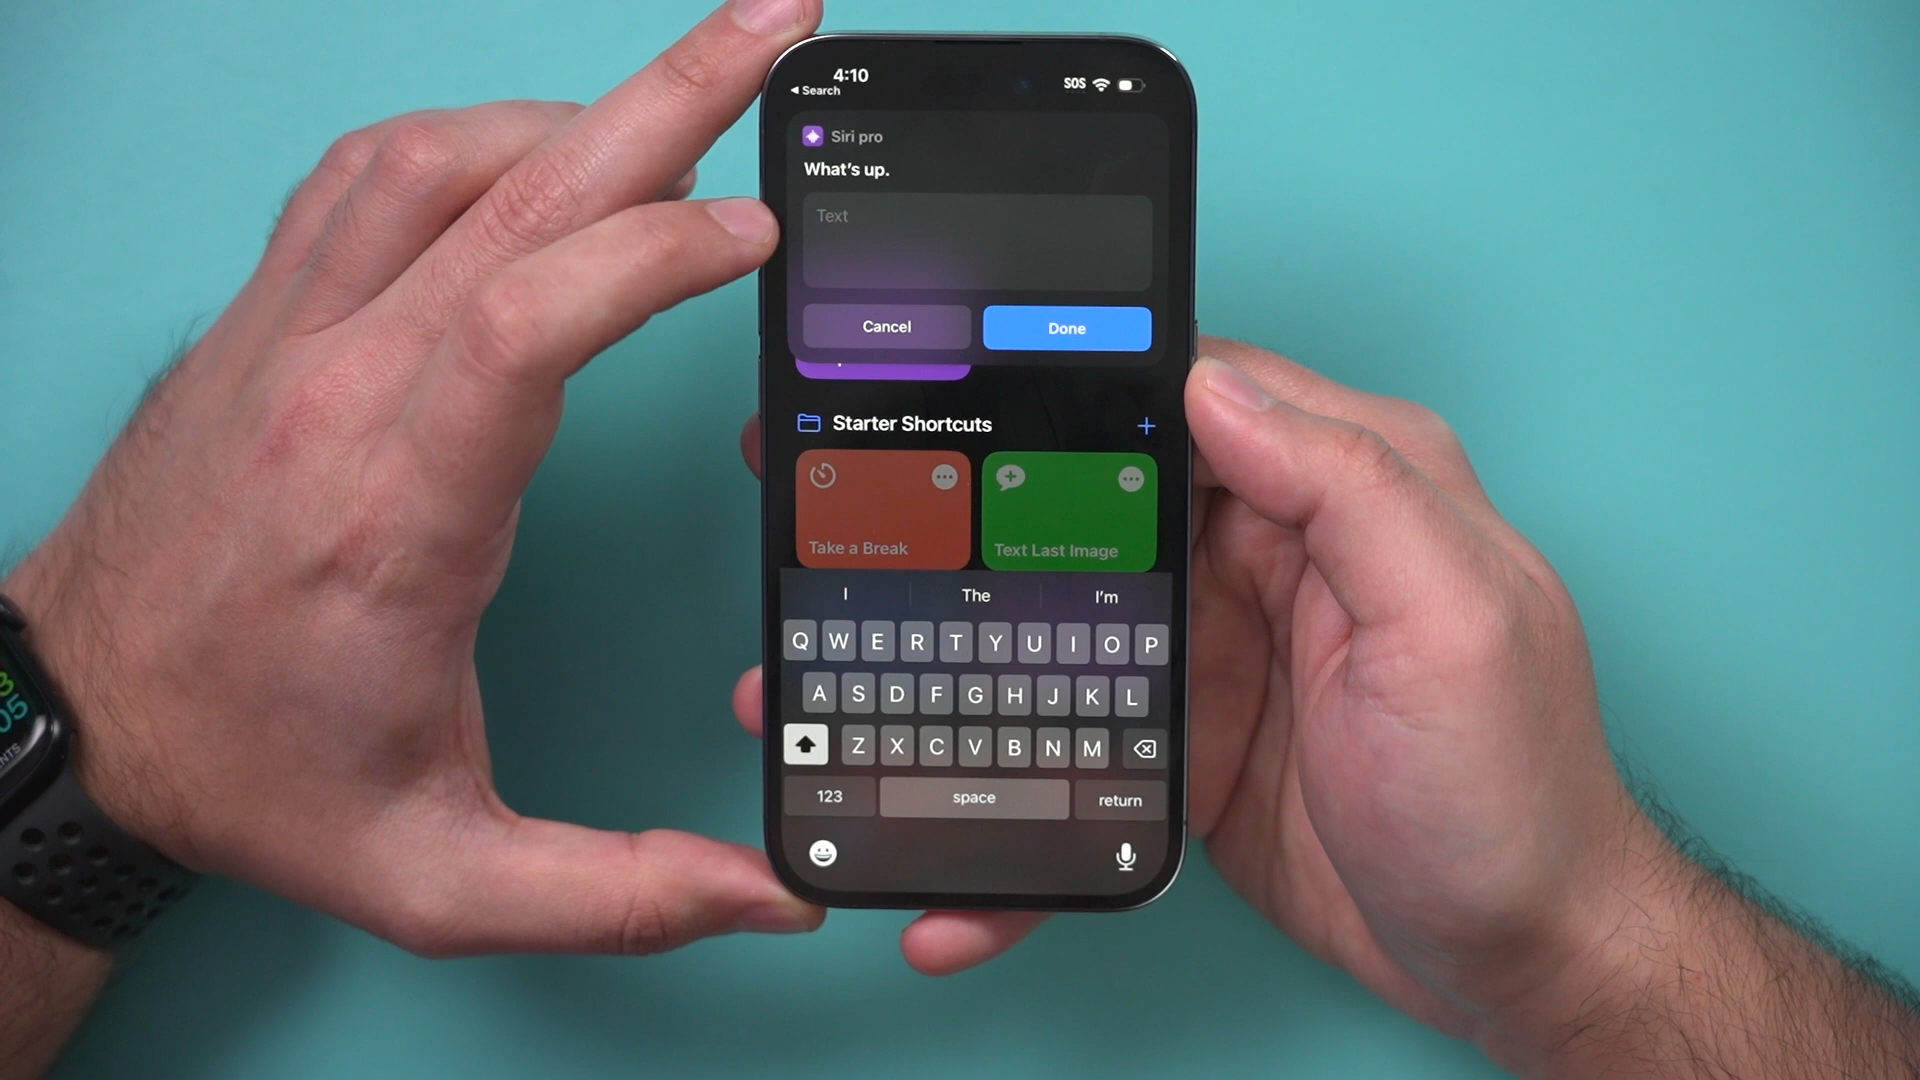 4:10
SOS
◀ Search
Siri pro
What's up.
Text
Cancel
Done
Starter Shortcuts
Take a Break
Text Last Image
I
The
I'm
Q W E R T Y U I O P
A S D F G H J K L
Z X C V B N M
123
space
return
05